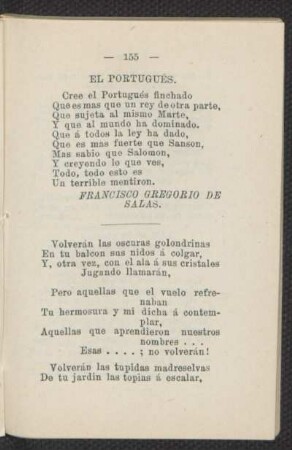 — 155 —
EL PORTUGUÉS.
Cree el Portugués finchado
Que es mas que un rey de otra parte,
Que sujeta al mismo Marte,
Y que al mundo ha dominado.
Que á todos la ley ha dado,
Que es mas fuerte que Sanson,
Mas sabio que Salomon,
Y creyendo lo que ves,
Todo, todo esto es
Un terrible mentiron.
FRANCISCO GREGORIO DE
SALAS.
Volverán las oscuras golondrinas
En tu balcon sus nidos á colgar,
Y, otra vez, con el ala á sus cristales
Jugando llamarán,
Pero aquellas que el vuelo refre-
naban
Tu hermosura y mi dicha á contem-
plar,
Aquellas que aprendieron nuestros
nombres . . .
Esas . . . . ; no volverán!
Volverán las tupidas madreselvas
De tu jardin las topias á escalar,